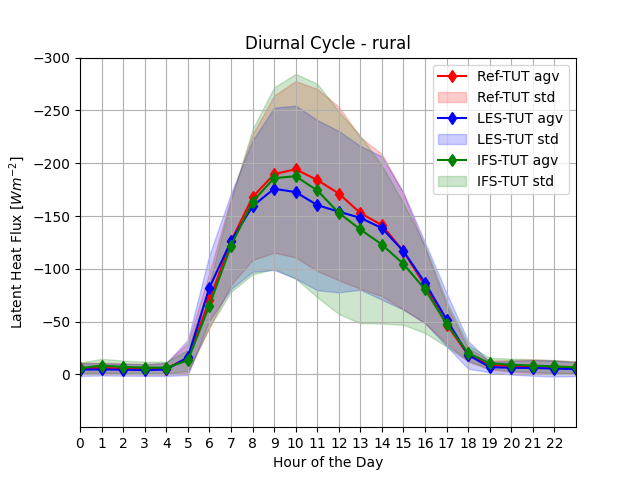 Diurnal Cycle - rural
Latent Heat Flux [Wm⁻²]
−300
−250
−200
−150
−100
−50
0
Ref-TUT agv
Ref-TUT std
LES-TUT agv
LES-TUT std
IFS-TUT agv
IFS-TUT std
0 1 2 3 4 5 6 7 8 9 10 11 12 13 14 15 16 17 18 19 20 21 22
Hour of the Day